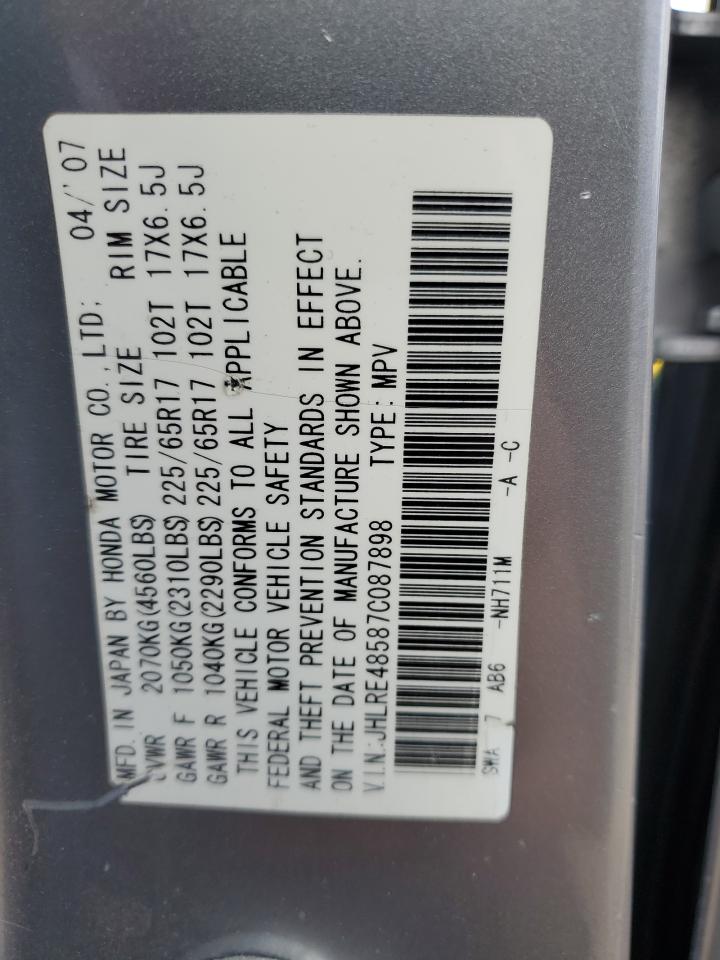 MFD. IN JAPAN BY HONDA MOTOR CO.,LTD; 04/'07
GVWR 2070KG(4560LBS) TIRE SIZE RIM SIZE
GAWR F 1050KG(2310LBS) 225/65R17 102T 17X6.5J
GAWR R 1040KG(2290LBS) 225/65R17 102T 17X6.5J
THIS VEHICLE CONFORMS TO ALL APPLICABLE
FEDERAL MOTOR VEHICLE SAFETY
AND THEFT PREVENTION STANDARDS IN EFFECT
ON THE DATE OF MANUFACTURE SHOWN ABOVE.
V.I.N.:JHLRE48587C087898 TYPE:MPV
SWA 7 AB6 -NH711M -A -C